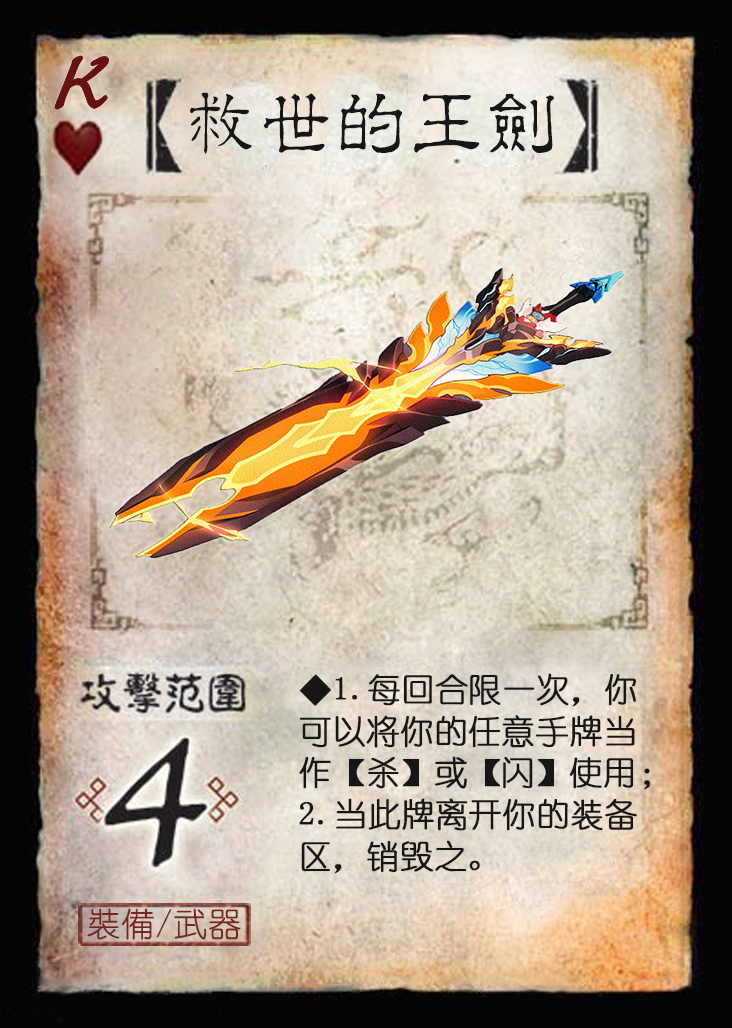 K
【救世的王劍】
攻擊范圍
4
◆1.每回合限一次，你
可以将你的任意手牌当
作【杀】或【闪】使用；
2.当此牌离开你的装备
区，销毁之。
裝備/武器